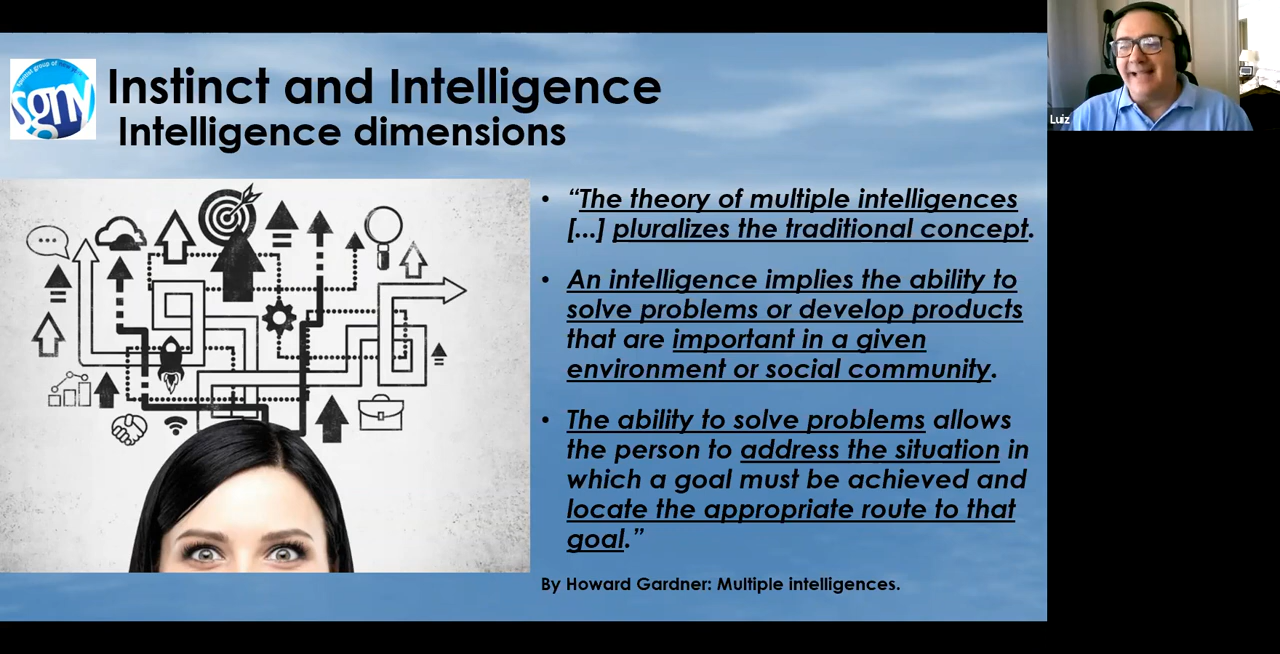 Instinct and Intelligence
Intelligence dimensions
sgny
• “The theory of multiple intelligences
[...] pluralizes the traditional concept.
• An intelligence implies the ability to
solve problems or develop products
that are important in a given
environment or social community.
• The ability to solve problems allows
the person to address the situation in
which a goal must be achieved and
locate the appropriate route to that
goal.”
By Howard Gardner: Multiple intelligences.
Luiz